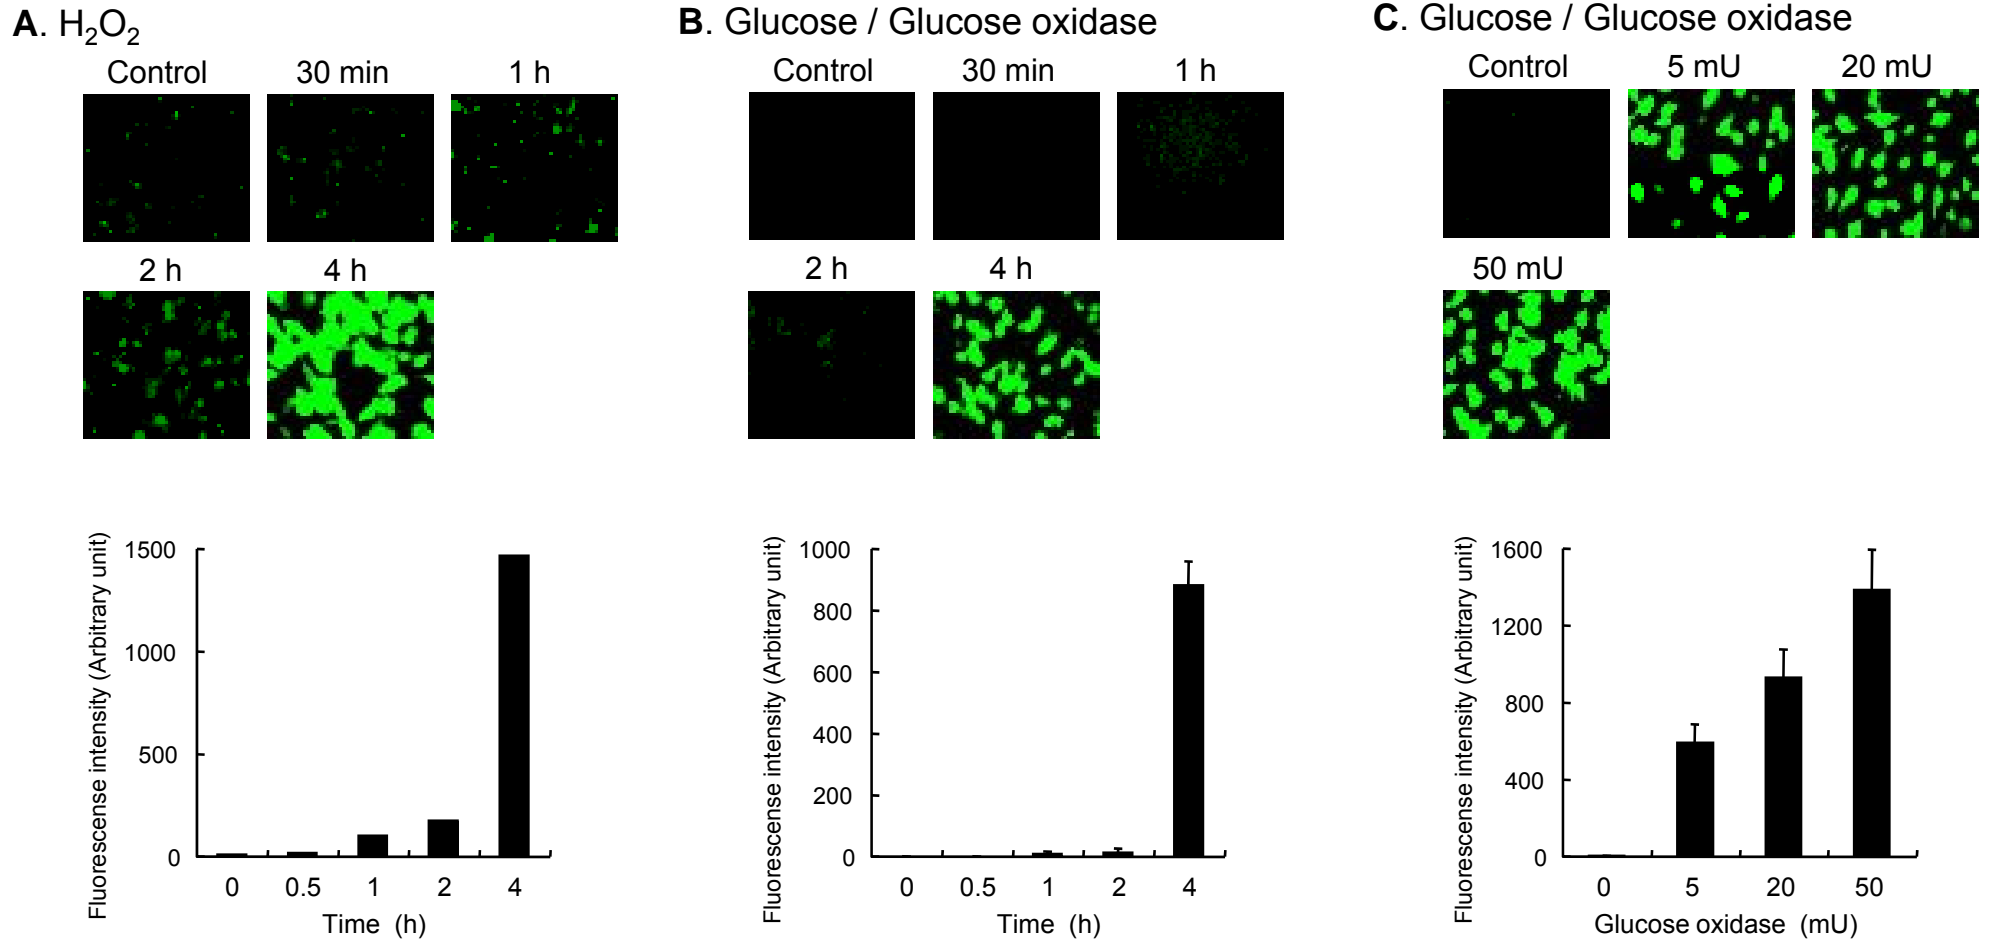 A. H2O2
Control 30 min 1 h
2 h 4 h
Fluorescense intensity (Arbitrary unit)
1500
1000
500
0
0 0.5 1 2 4
Time (h)
B. Glucose / Glucose oxidase
Control 30 min 1 h
2 h 4 h
Fluorescense intensity (Arbitrary unit)
1000
800
600
400
200
0
0 0.5 1 2 4
Time (h)
C. Glucose / Glucose oxidase
Control 5 mU 20 mU
50 mU
Fluorescense intensity (Arbitrary unit)
1600
1200
800
400
0
0 5 20 50
Glucose oxidase (mU)